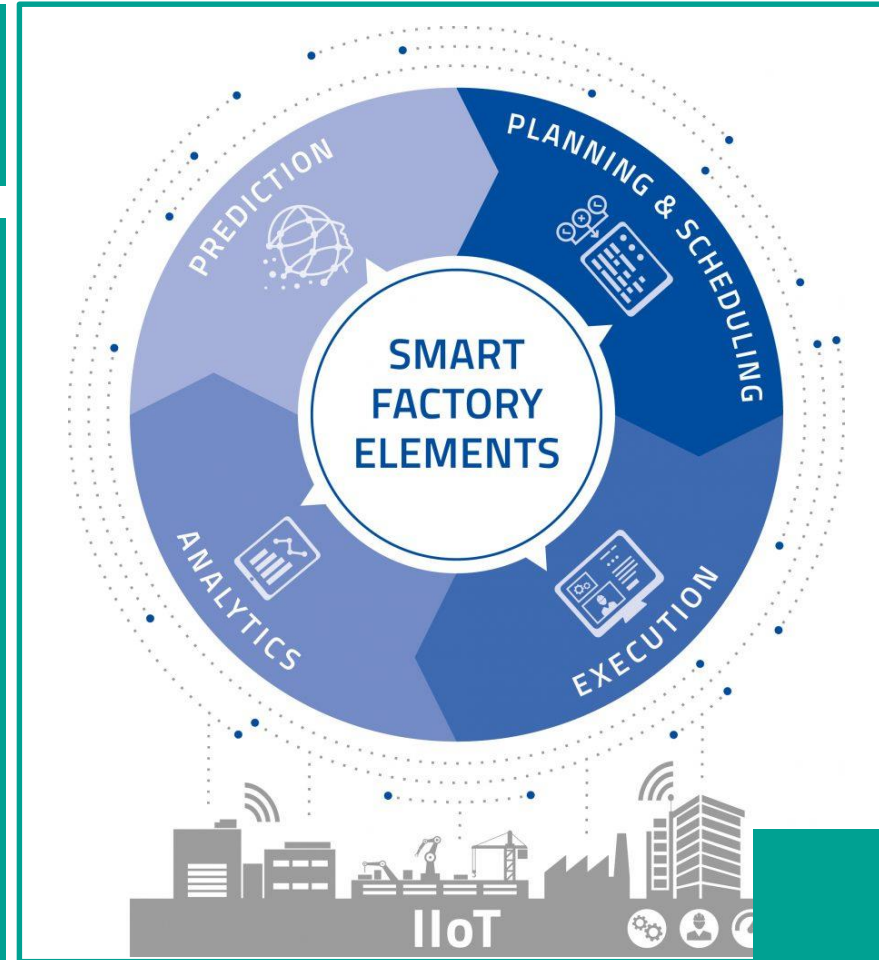 PREDICTION
PLANNING & SCHEDULING
SMART
FACTORY
ELEMENTS
ANALYTICS
EXECUTION
IIoT